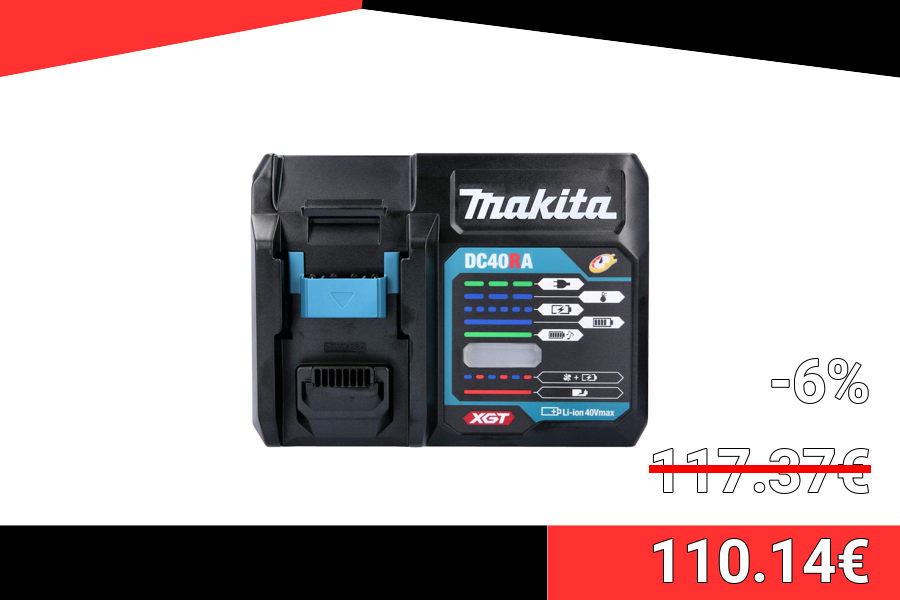 makita
DC40RA
XGT
Li-ion 40Vmax
-6%
117.37€
110.14€